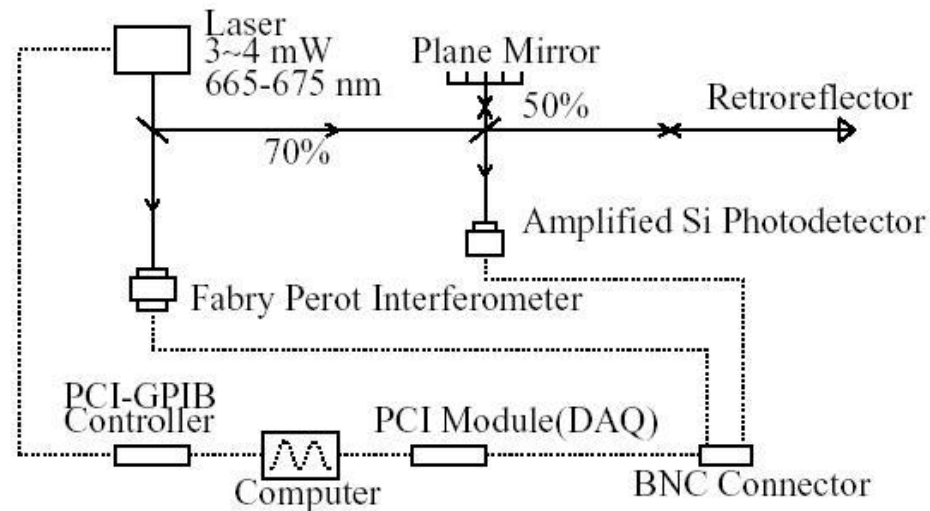 Laser
3~4 mW
665-675 nm
Plane Mirror
50%
Retroreflector
70%
Amplified Si Photodetector
Fabry Perot Interferometer
PCI-GPIB
Controller
PCI Module(DAQ)
Computer
BNC Connector